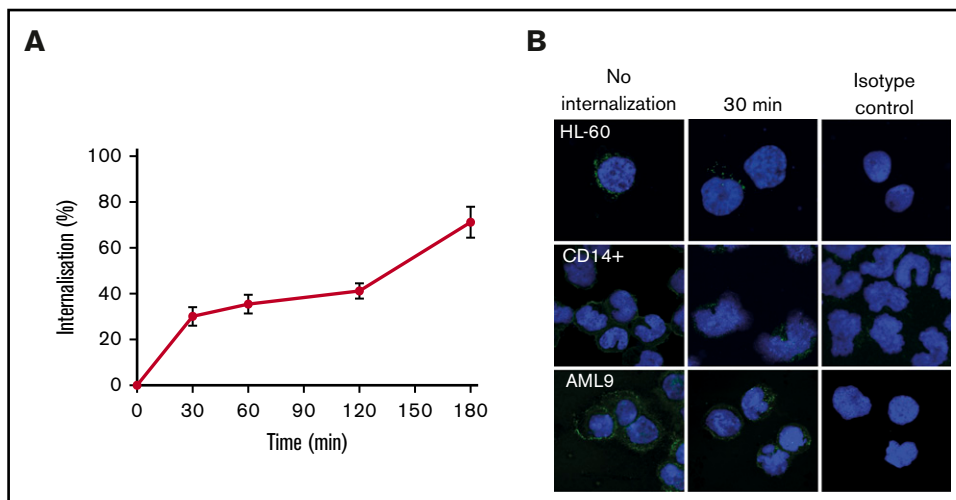 A
Internalisation (%)
100
80
60
40
20
0
0 30 60 90 120 150 180
Time (min)
B
No internalization
30 min
Isotype control
HL-60
CD14+
AML9